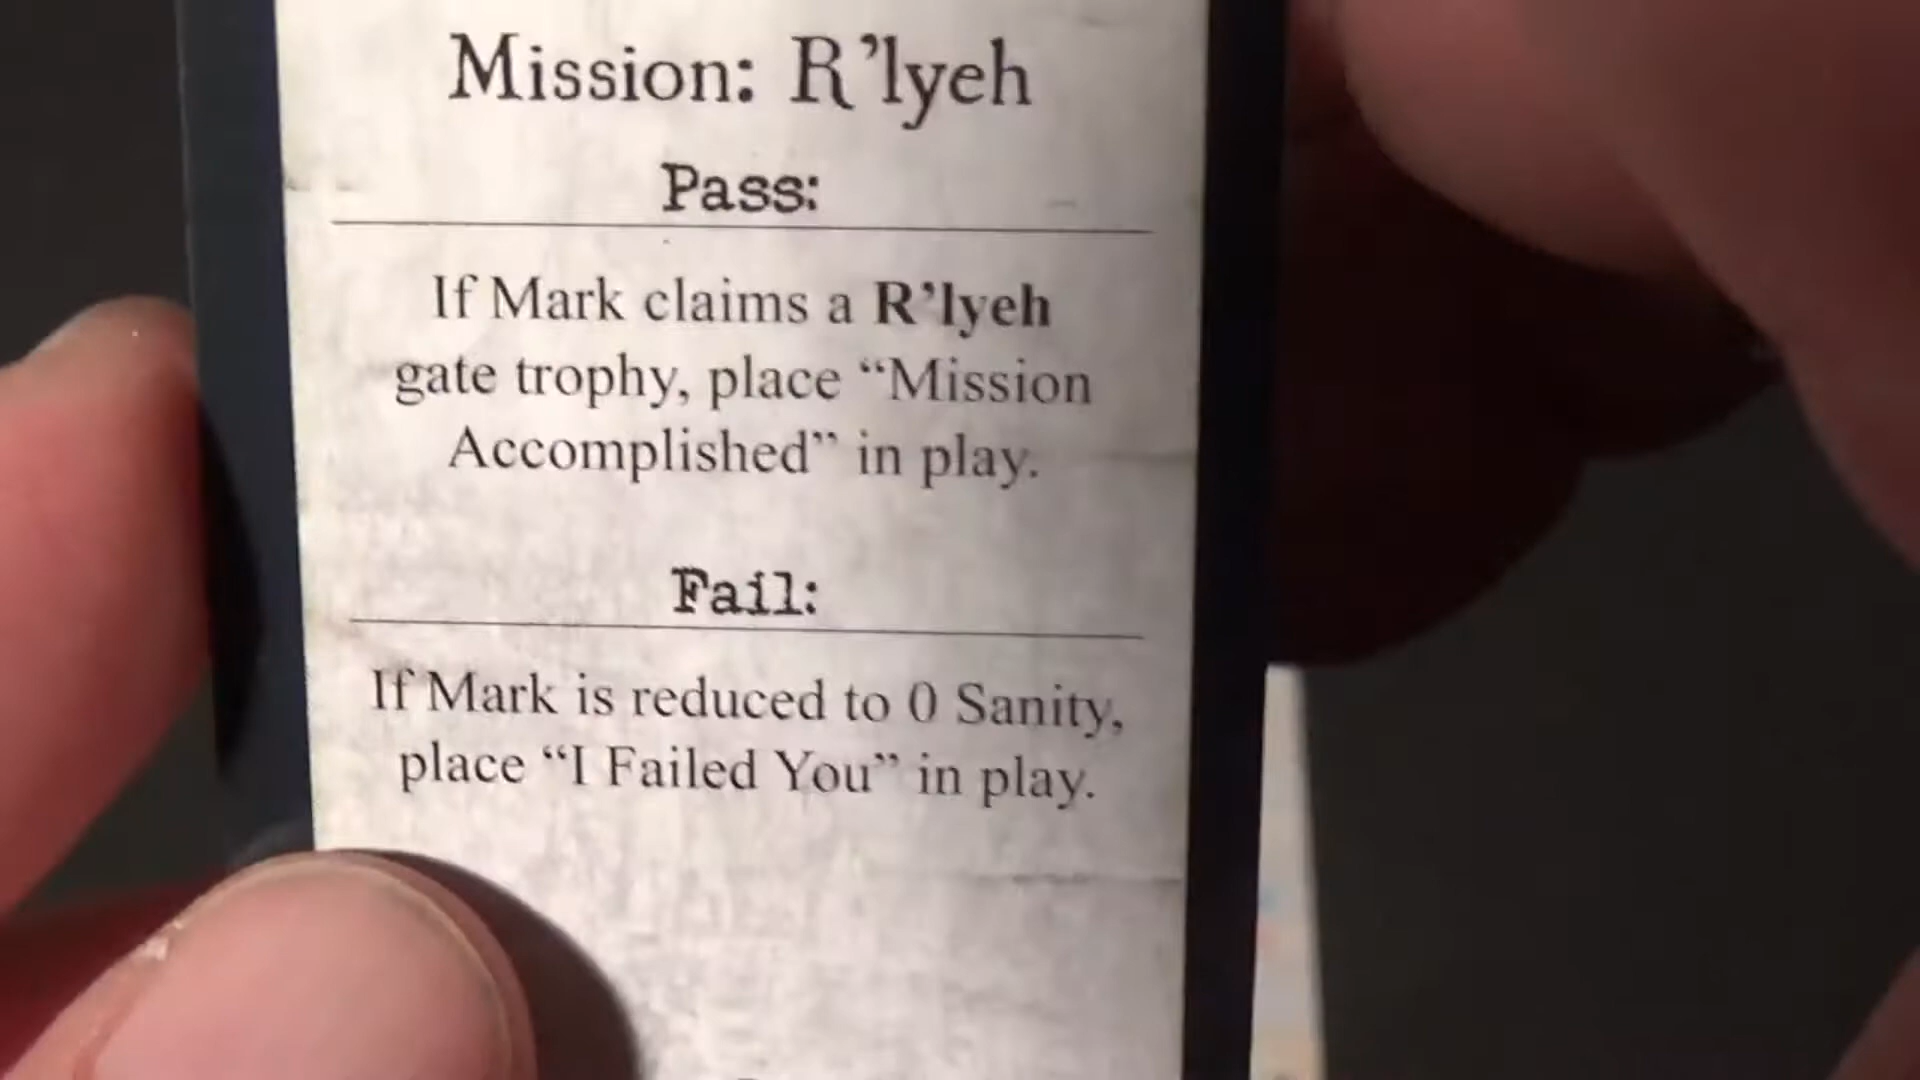 Mission: R’lyeh
Pass:
If Mark claims a R’lyeh
gate trophy, place “Mission
Accomplished” in play.
Fail:
If Mark is reduced to 0 Sanity,
place “I Failed You” in play.